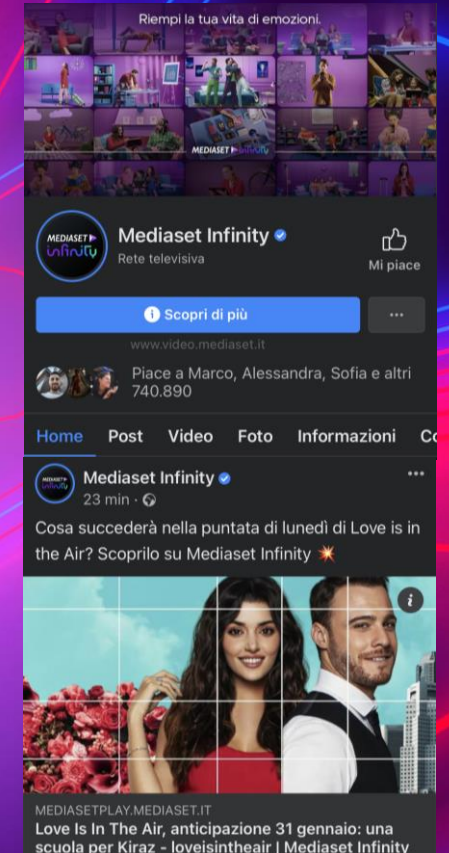 Riempi la tua vita di emozioni.
MEDIASET infinity
MEDIASET
infinity
Mediaset Infinity
Rete televisiva
Mi piace
i Scopri di più
...
www.video.mediaset.it
Piace a Marco, Alessandra, Sofia e altri
740.890
Home Post Video Foto Informazioni Co
MEDIASET
infinity
Mediaset Infinity
...
23 min ·
Cosa succederà nella puntata di lunedì di Love is in
the Air? Scoprilo su Mediaset Infinity 💥
i
MEDIASETPLAY.MEDIASET.IT
Love Is In The Air, anticipazione 31 gennaio: una
scuola per Kiraz - loveisintheair | Mediaset Infinity